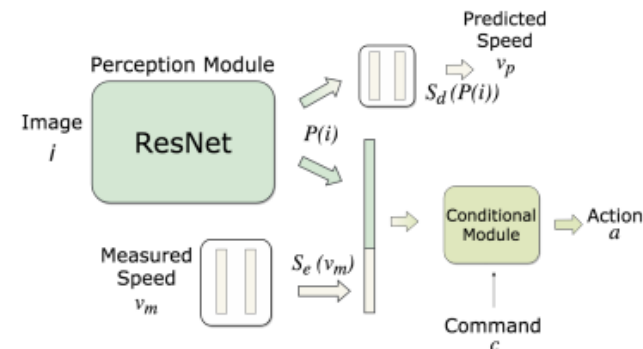 Predicted
Speed
v_p
Perception Module
S_d(P(i))
Image
i
ResNet
P(i)
Conditional
Module
Action
a
Measured
Speed
v_m
S_e(v_m)
Command
c